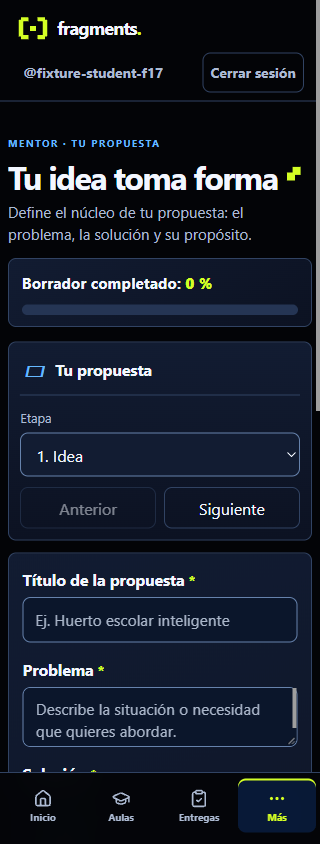 fragments.
@fixture-student-f17
Cerrar sesión
MENTOR · TU PROPUESTA
Tu idea toma forma
Define el núcleo de tu propuesta: el
problema, la solución y su propósito.
Borrador completado: 0 %
Tu propuesta
Etapa
1. Idea
Anterior
Siguiente
Título de la propuesta *
Ej. Huerto escolar inteligente
Problema *
Describe la situación o necesidad
que quieres abordar.
Inicio
Aulas
Entregas
Más